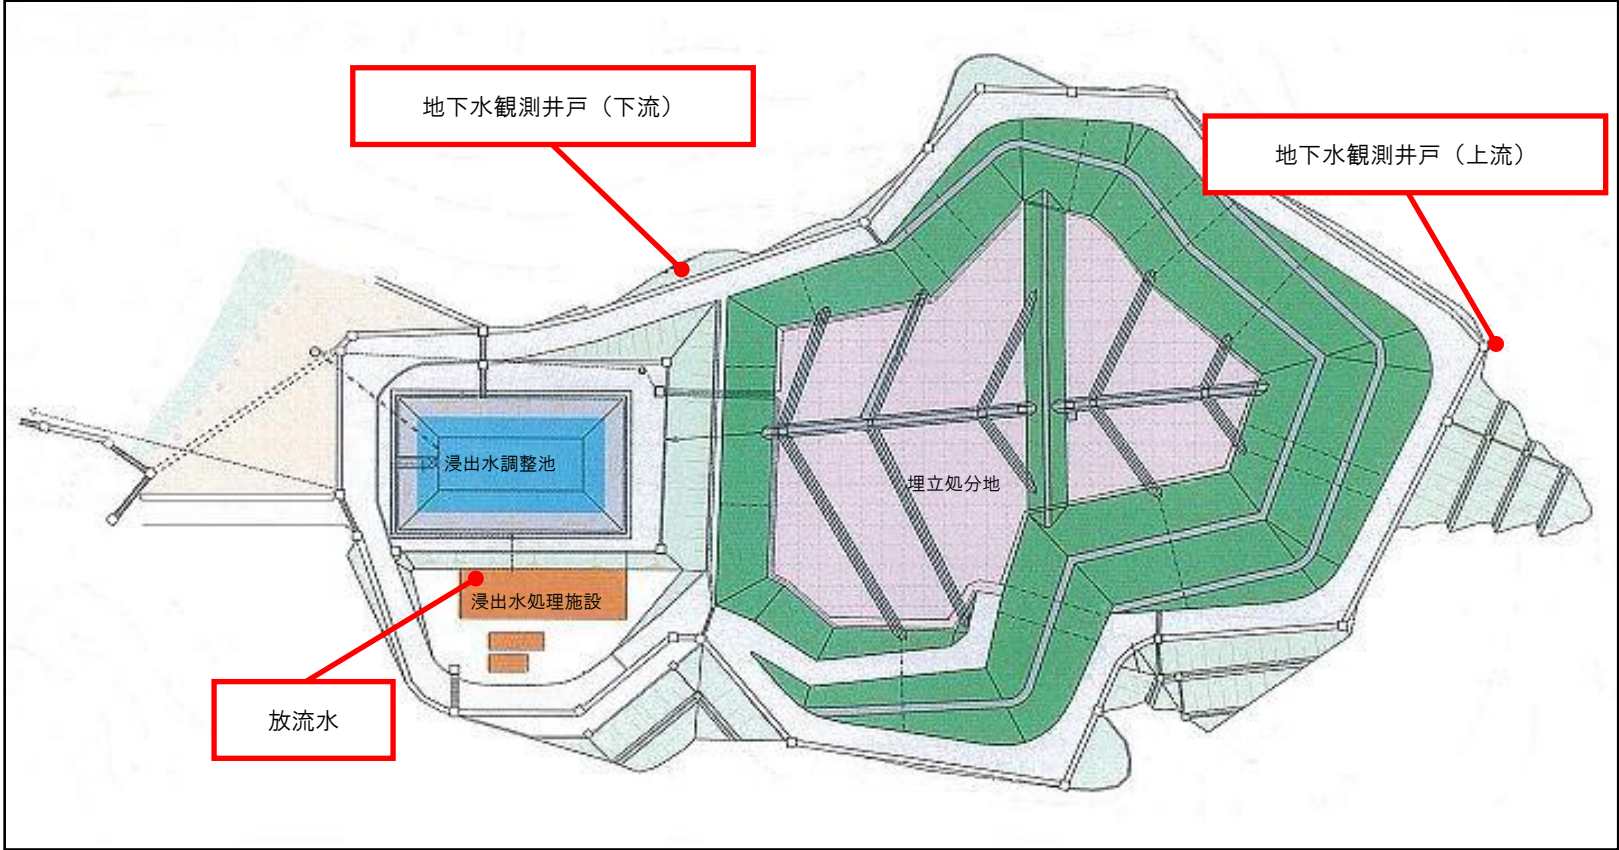 地下水観測井戸（下流）
地下水観測井戸（上流）
浸出水調整池
埋立処分地
浸出水処理施設
放流水